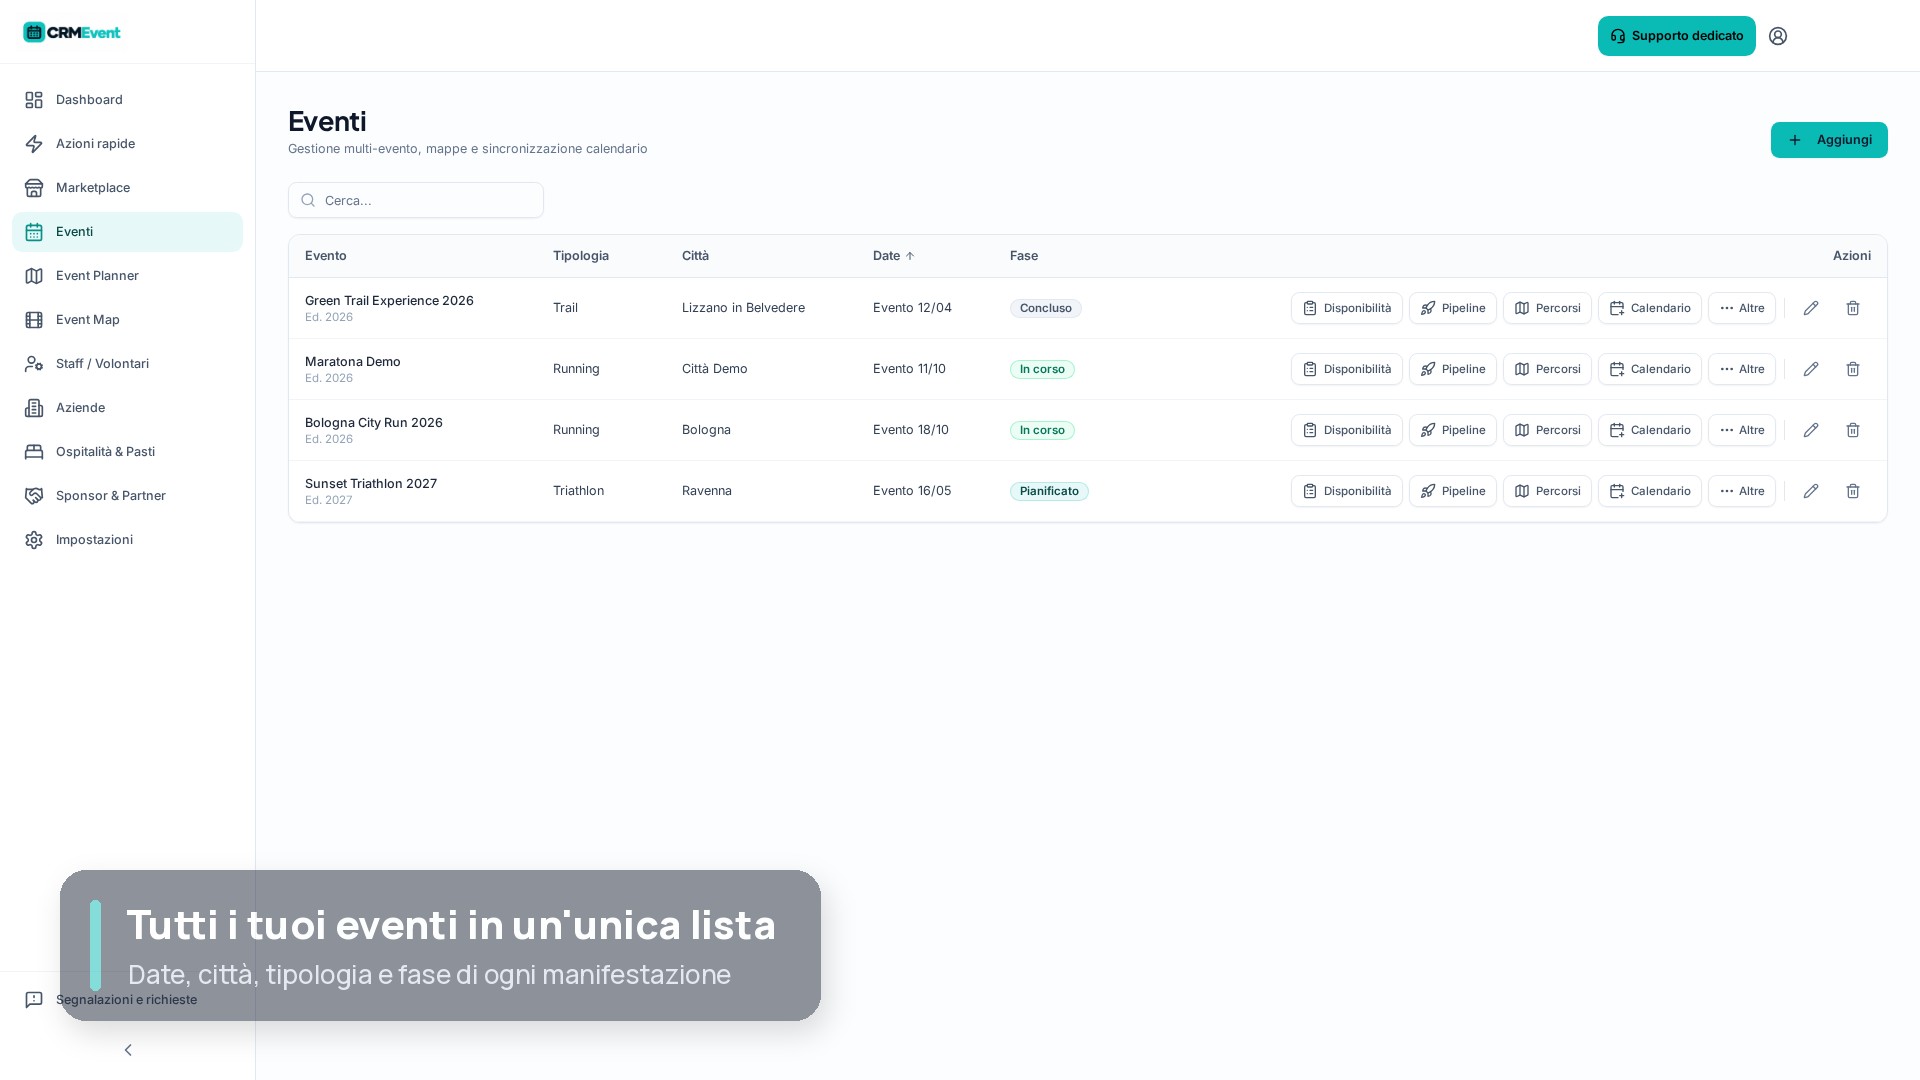 CRMEvent
Supporto dedicato
Dashboard
Azioni rapide
Marketplace
Eventi
Event Planner
Event Map
Staff / Volontari
Aziende
Ospitalità & Pasti
Sponsor & Partner
Impostazioni
Segnalazioni e richieste
Eventi
Gestione multi-evento, mappe e sincronizzazione calendario
Aggiungi
Cerca...
Evento Tipologia Città Date Fase Azioni
Green Trail Experience 2026 Trail Lizzano in Belvedere Evento 12/04 Concluso Disponibilità Pipeline Percorsi Calendario Altre
Ed. 2026
Maratona Demo Running Città Demo Evento 11/10 In corso Disponibilità Pipeline Percorsi Calendario Altre
Ed. 2026
Bologna City Run 2026 Running Bologna Evento 18/10 In corso Disponibilità Pipeline Percorsi Calendario Altre
Ed. 2026
Sunset Triathlon 2027 Triathlon Ravenna Evento 16/05 Pianificato Disponibilità Pipeline Percorsi Calendario Altre
Ed. 2027
Tutti i tuoi eventi in un'unica lista
Date, città, tipologia e fase di ogni manifestazione